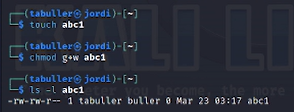 ┌──(tabuller㉿jordi)-[~]
└─$ touch abc1
┌──(tabuller㉿jordi)-[~]
└─$ chmod g+w abc1
┌──(tabuller㉿jordi)-[~]
└─$ ls -l abc1
-rw-rw-r-- 1 tabuller buller 0 Mar 23 03:17 abc1